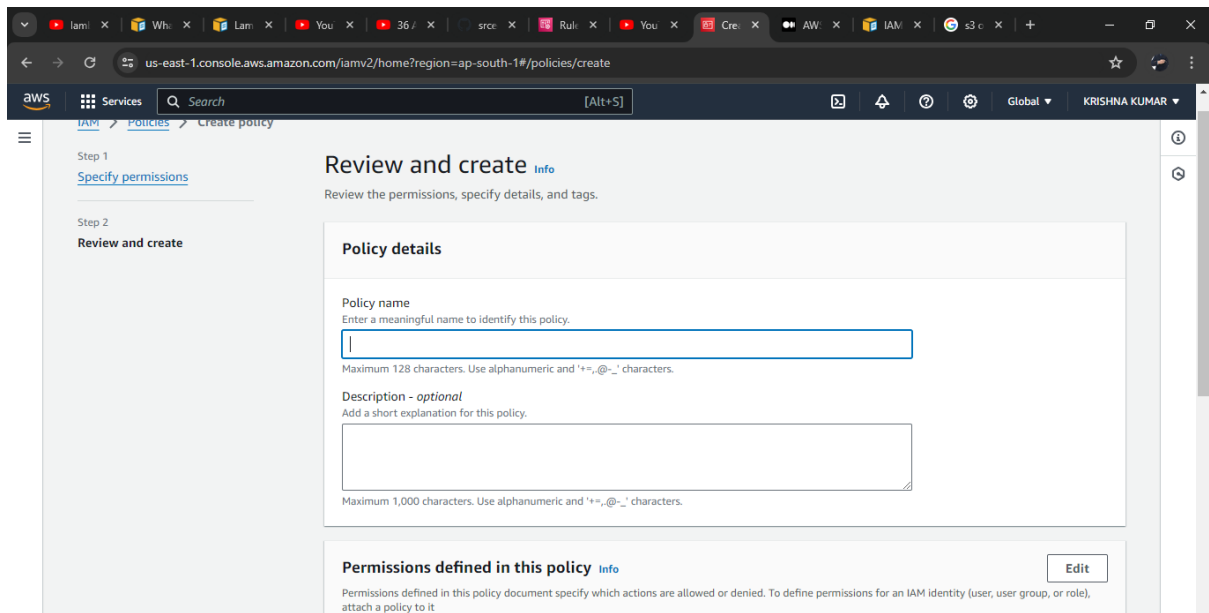 laml
Wha
Lam
You
36 A
srce
Rule
You
Crea
AW!
IAM
s3 c
us-east-1.console.aws.amazon.com/iamv2/home?region=ap-south-1#/policies/create
aws
Services
Search
[Alt+S]
Global
KRISHNA KUMAR
IAM > Policies > Create policy
Step 1
Specify permissions
Step 2
Review and create
Review and create Info
Review the permissions, specify details, and tags.
Policy details
Policy name
Enter a meaningful name to identify this policy.
Maximum 128 characters. Use alphanumeric and '+=,.@-_' characters.
Description - optional
Add a short explanation for this policy.
Maximum 1,000 characters. Use alphanumeric and '+=,.@-_' characters.
Permissions defined in this policy Info
Edit
Permissions defined in this policy document specify which actions are allowed or denied. To define permissions for an IAM identity (user, user group, or role),
attach a policy to it